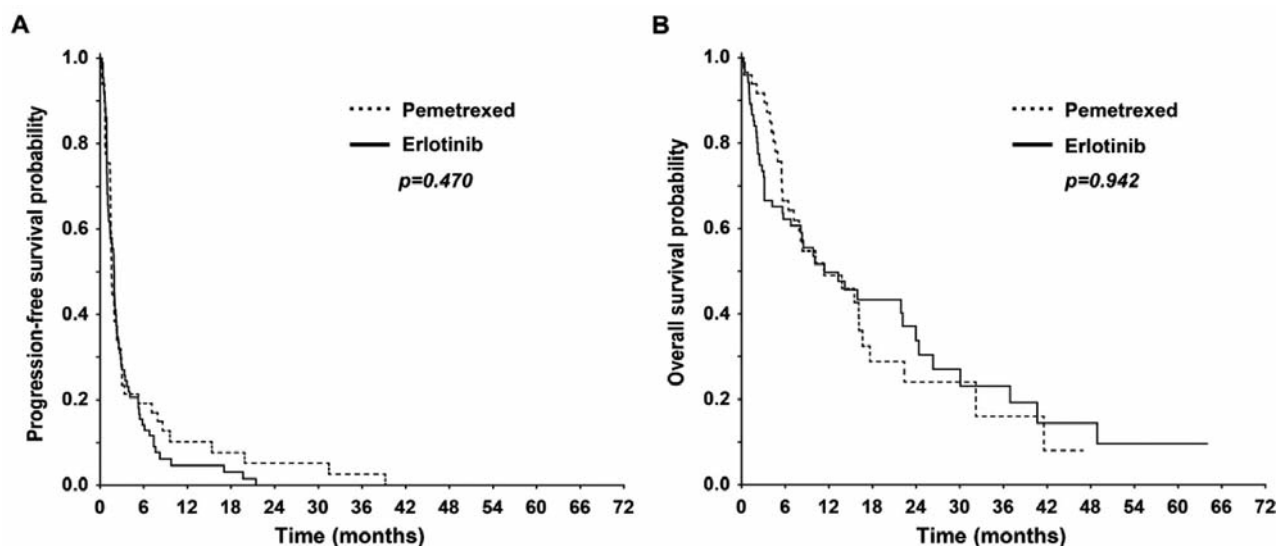 A
Progression-free survival probability
1.0
0.8
0.6
0.4
0.2
0.0
Pemetrexed
Erlotinib
p=0.470
0 6 12 18 24 30 36 42 48 54 60 66 72
Time (months)
B
Overall survival probability
1.0
0.8
0.6
0.4
0.2
0.0
Pemetrexed
Erlotinib
p=0.942
0 6 12 18 24 30 36 42 48 54 60 66 72
Time (months)